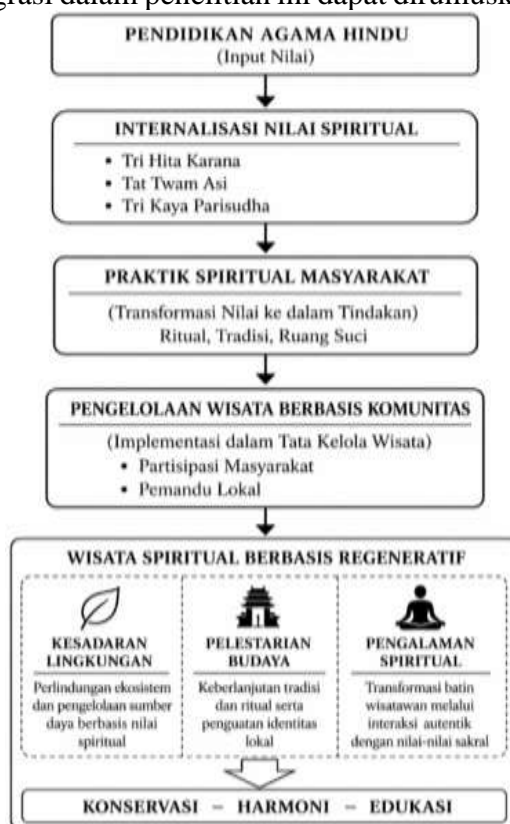 grasi dalam penelitian ini dapat dirumusk
PENDIDIKAN AGAMA HINDU
(Input Nilai)
INTERNALISASI NILAI SPIRITUAL
• Tri Hita Karana
• Tat Twam Asi
• Tri Kaya Parisudha
PRAKTIK SPIRITUAL MASYARAKAT
(Transformasi Nilai ke dalam Tindakan)
Ritual, Tradisi, Ruang Suci
PENGELOLAAN WISATA BERBASIS KOMUNITAS
(Implementasi dalam Tata Kelola Wisata)
• Partisipasi Masyarakat
• Pemandu Lokal
WISATA SPIRITUAL BERBASIS REGENERATIF
KESADARAN
LINGKUNGAN
Perlindungan ekosistem
dan pengelolaan sumber
daya berbasis nilai
spiritual
PELESTARIAN
BUDAYA
Keberlanjutan tradisi
dan ritual serta
penguatan identitas
lokal
PENGALAMAN
SPIRITUAL
Transformasi batin
wisatawan melalui
interaksi autentik
dengan nilai-nilai sakral
KONSERVASI – HARMONI – EDUKASI